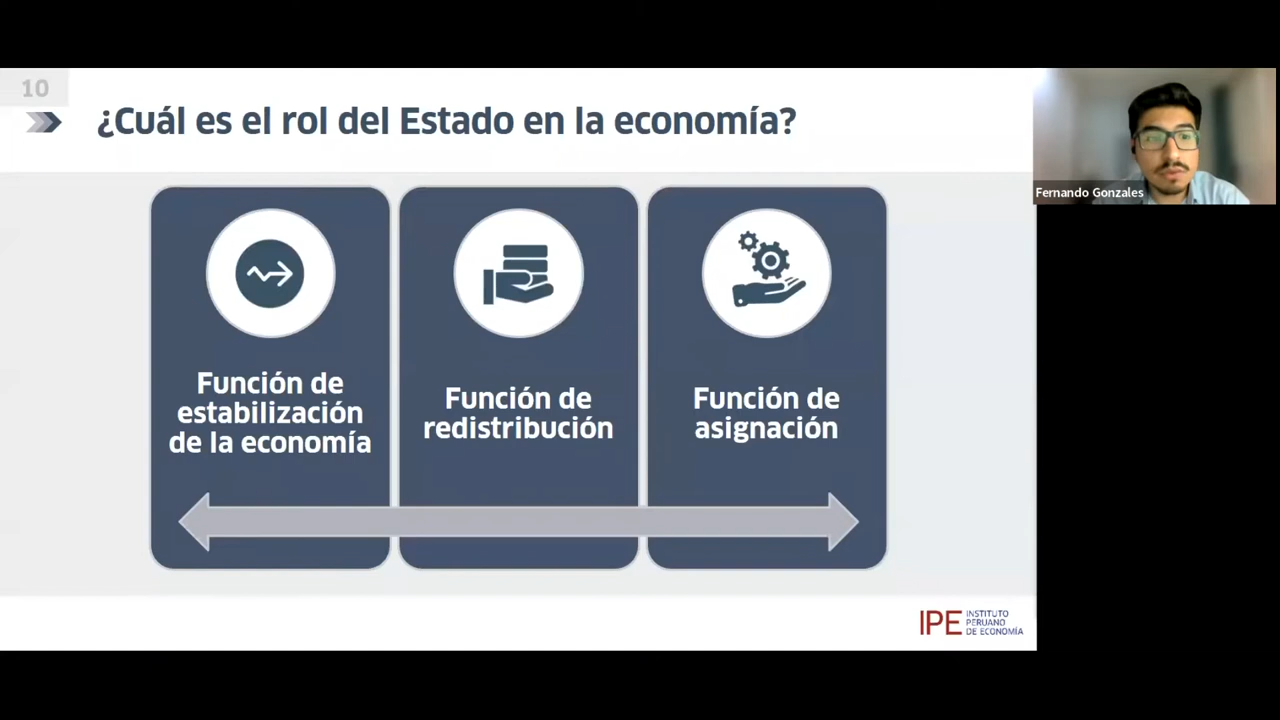 10
¿Cuál es el rol del Estado en la economía?
Fernando Gonzales
Función de
estabilización
de la economía
Función de
redistribución
Función de
asignación
IPE
INSTITUTO
PERUANO
DE ECONOMÍA